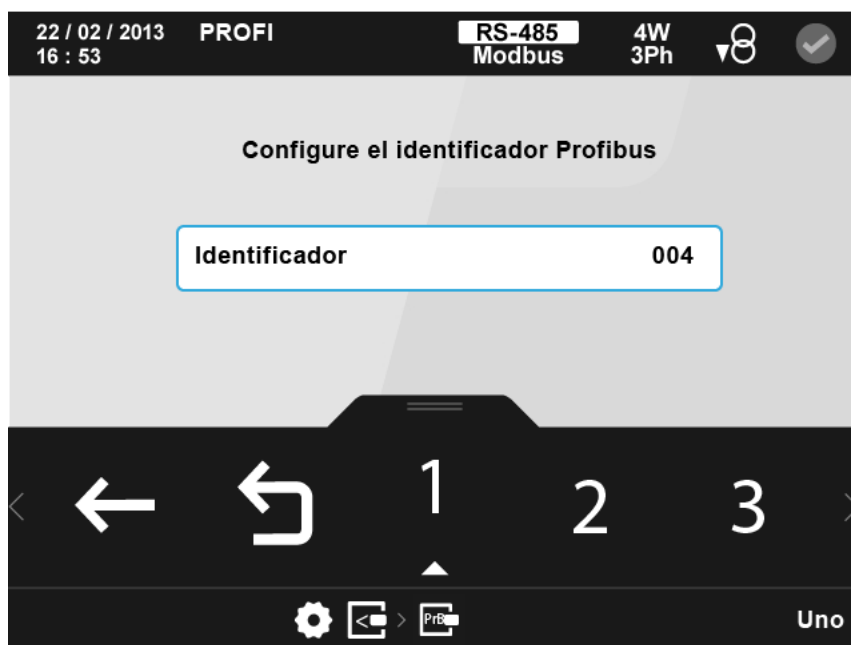 22 / 02 / 2013 PROFI RS-485 4W
16 : 53 Modbus 3Ph
Configure el identificador Profibus
Identificador 004
1 2 3
PrB
Uno